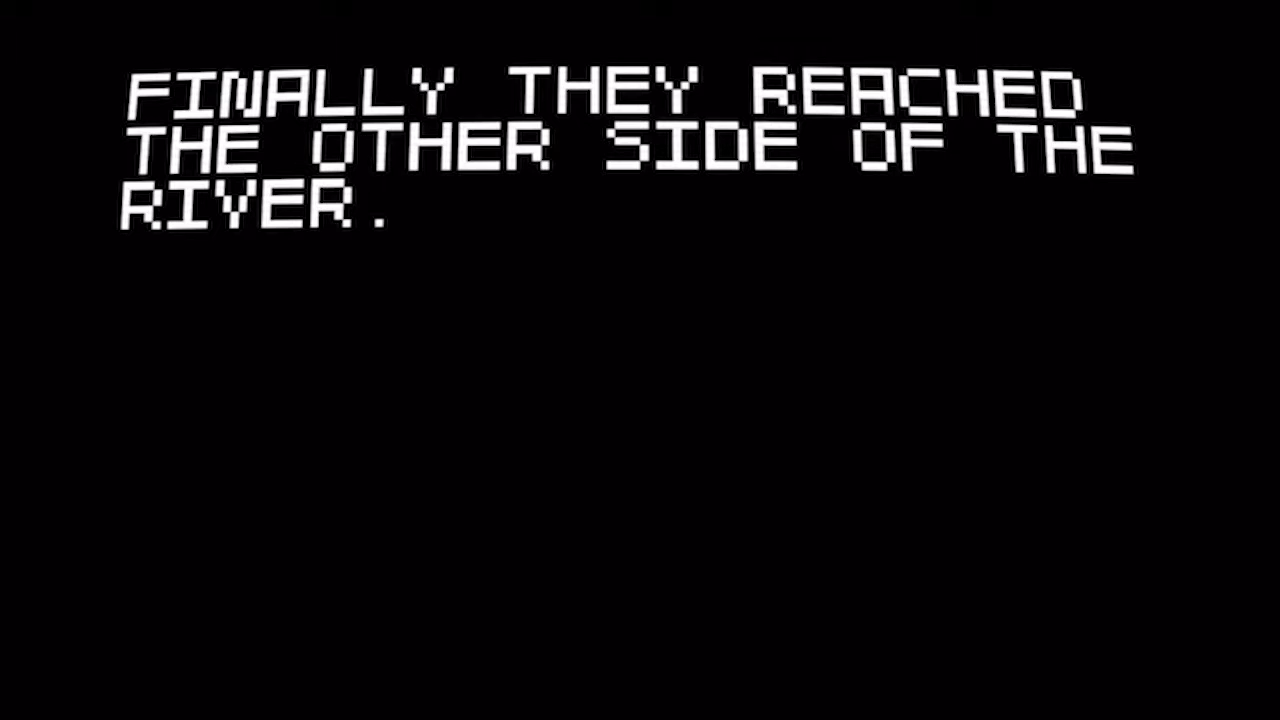 FINALLY THEY REACHED
THE OTHER SIDE OF THE
RIVER.